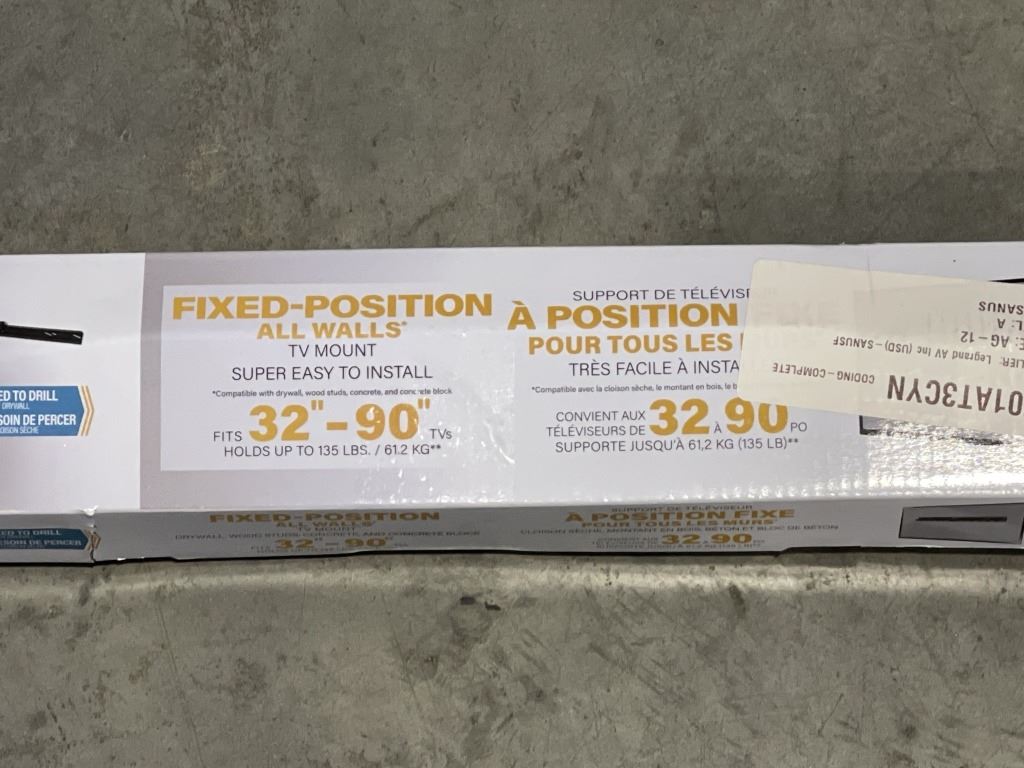 ED TO DRILL
DRYWALL
SOIN DE PERCER
OISON SÈCHE
FIXED-POSITION
ALL WALLS*
TV MOUNT
SUPER EASY TO INSTALL
*Compatible with drywall, wood studs, concrete, and concrete block
FITS 32"-90" TVs
HOLDS UP TO 135 LBS. / 61.2 KG**
SUPPORT DE TÉLÉVISE
À POSITION FIXE
POUR TOUS LES
TRÈS FACILE À INSTA
*Compatible avec la cloison sèche, le montant en bois, le b
CONVIENT AUX
TÉLÉVISEURS DE 32 À 90 PO
SUPPORTE JUSQU'À 61,2 KG (135 LB)**
01AT3CYN
CODING-COMPLETE
LIER: Legrand AV Inc (USD)-SANUSF
E: AG-12
L: A
SANUS
ED TO DRILL
SOIN DE PERCER
FIXED-POSITION
ALL WALLS*
TV MOUNT
DRYWALL, WOOD STUDS, CONCRETE, AND CONCRETE BLOCK
32"-90"
SUPPORT DE TÉLÉVISEUR
À POSITION FIXE
POUR TOUS LES MURS*
CLOISON SÈCHE, MONTANT EN BOIS, BÉTON ET BLOC DE BÉTON
32 90